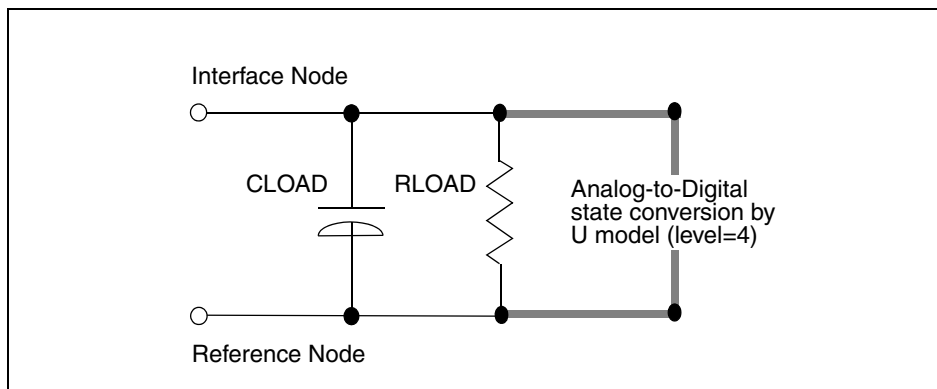 Interface Node
CLOAD
RLOAD
Analog-to-Digital
state conversion by
U model (level=4)
Reference Node